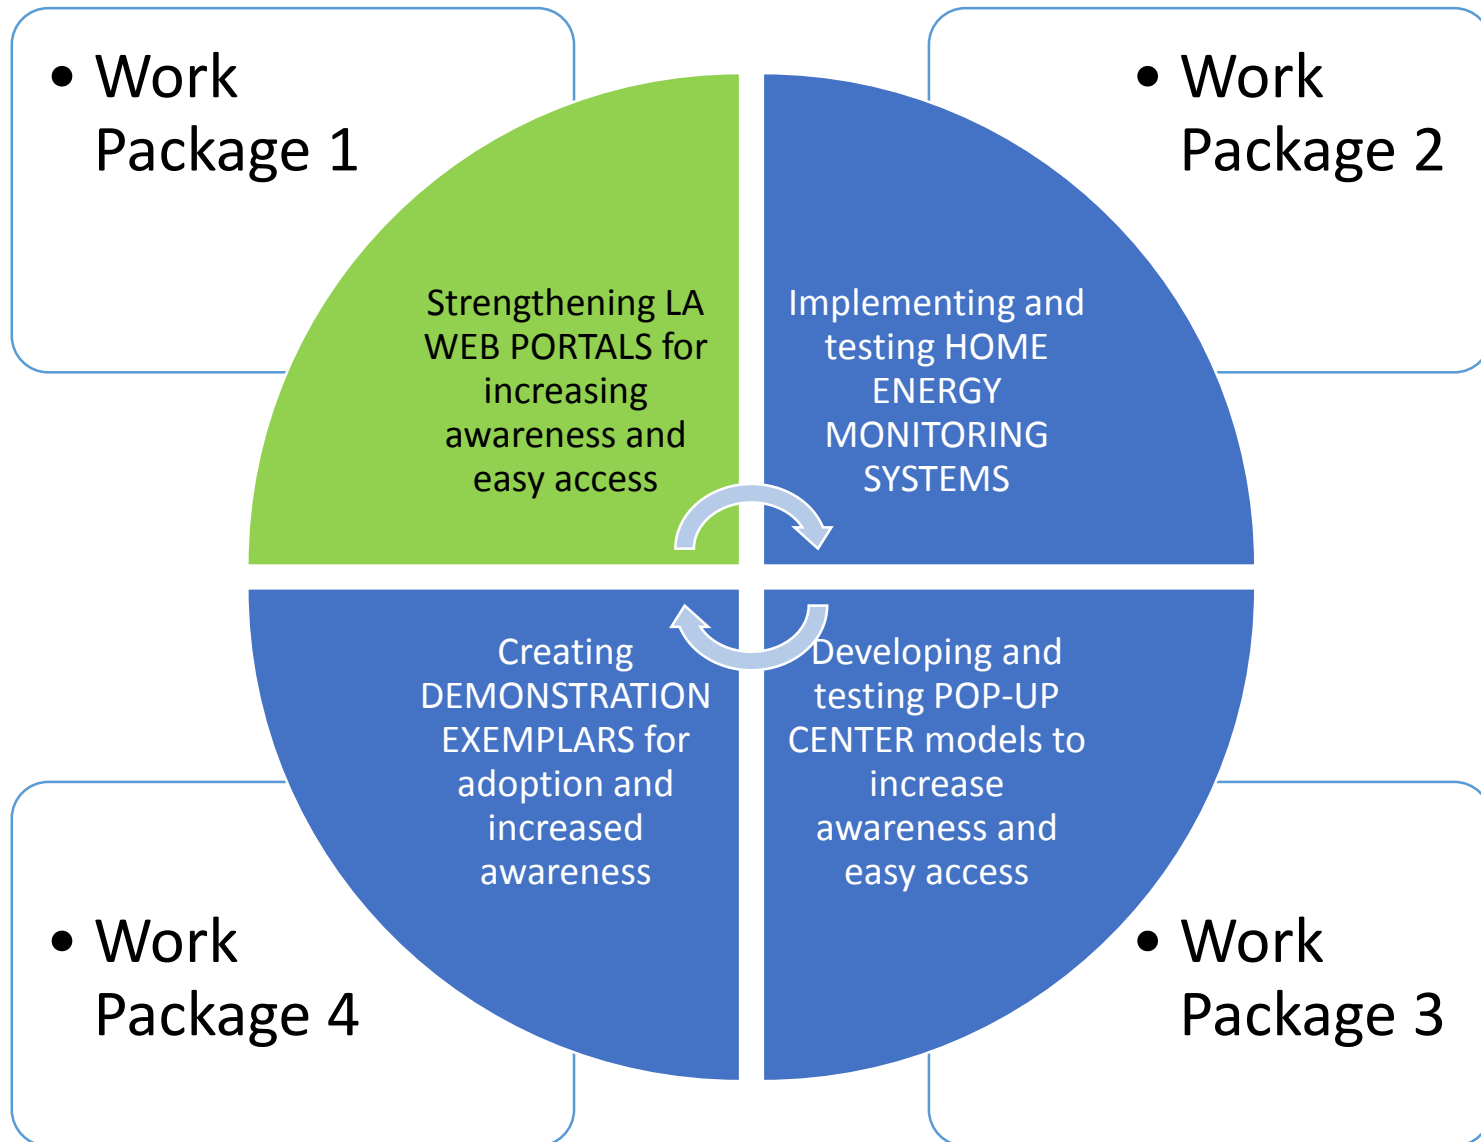 • Work
Package 1
• Work
Package 2
Strengthening LA
WEB PORTALS for
increasing
awareness and
easy access
Implementing and
testing HOME
ENERGY
MONITORING
SYSTEMS
Creating
DEMONSTRATION
EXEMPLARS for
adoption and
increased
awareness
Developing and
testing POP-UP
CENTER models to
increase
awareness and
easy access
• Work
Package 4
• Work
Package 3